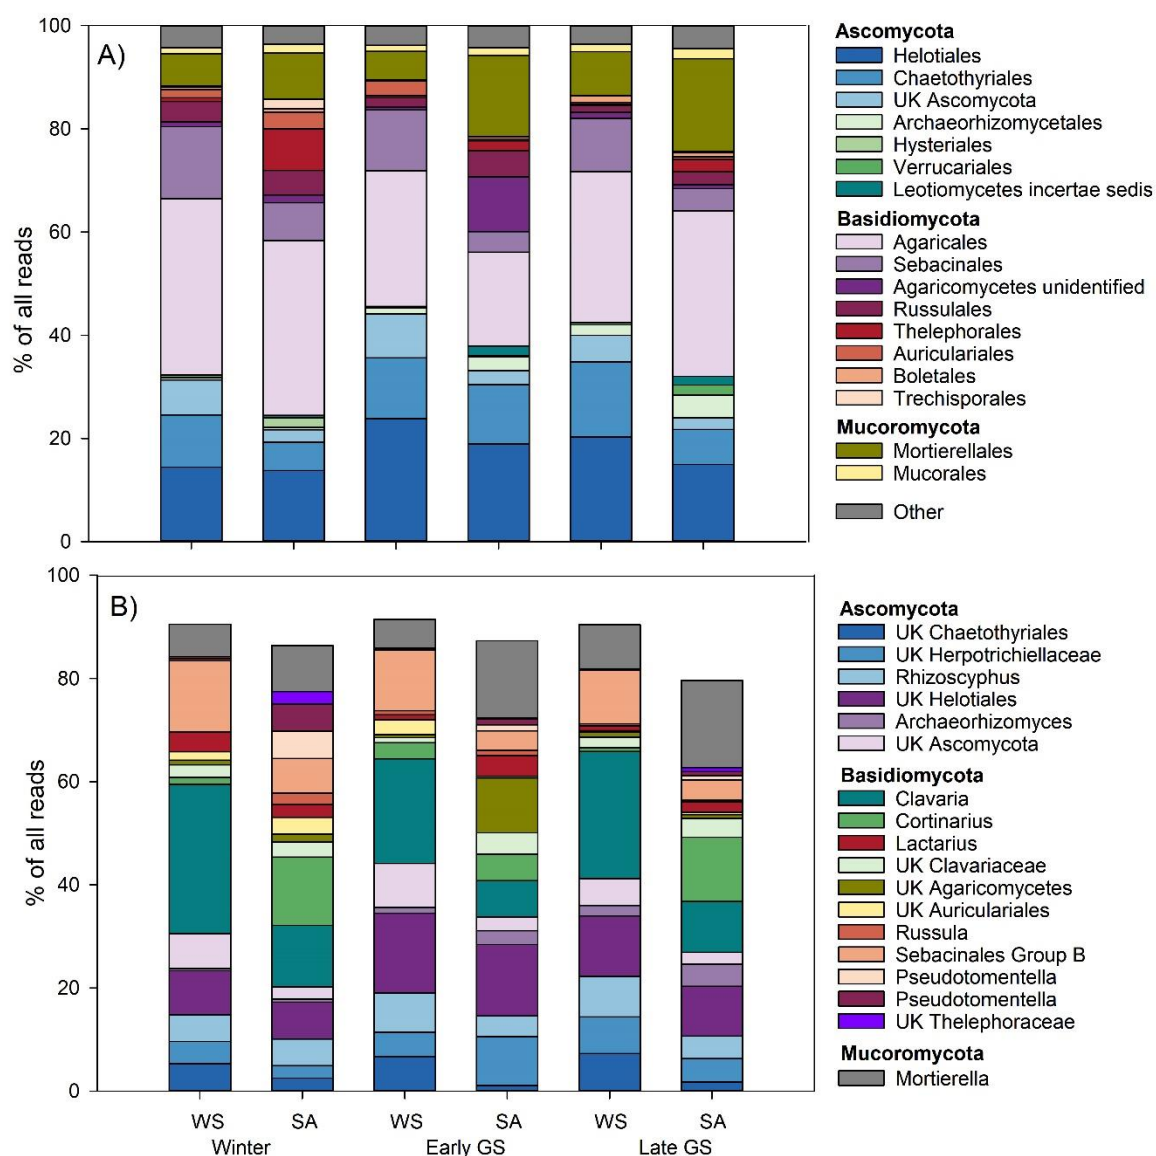 A)
% of all reads
100
80
60
40
20
0
Ascomycota
Helotiales
Chaetothyriales
UK Ascomycota
Archaeorhizomycetales
Hysteriales
Verrucariales
Leotiomycetes incertae sedis
Basidiomycota
Agaricales
Sebacinales
Agaricomycetes unidentified
Russulales
Thelephorales
Auriculariales
Boletales
Trechisporales
Mucoromycota
Mortierellales
Mucorales
Other
B)
% of all reads
100
80
60
40
20
0
WS SA WS SA WS SA
Winter Early GS Late GS
Ascomycota
UK Chaetothyriales
UK Herpotrichiellaceae
Rhizoscyphus
UK Helotiales
Archaeorhizomyces
UK Ascomycota
Basidiomycota
Clavaria
Cortinarius
Lactarius
UK Clavariaceae
UK Agaricomycetes
UK Auriculariales
Russula
Sebacinales Group B
Pseudotomentella
Pseudotomentella
UK Thelephoraceae
Mucoromycota
Mortierella